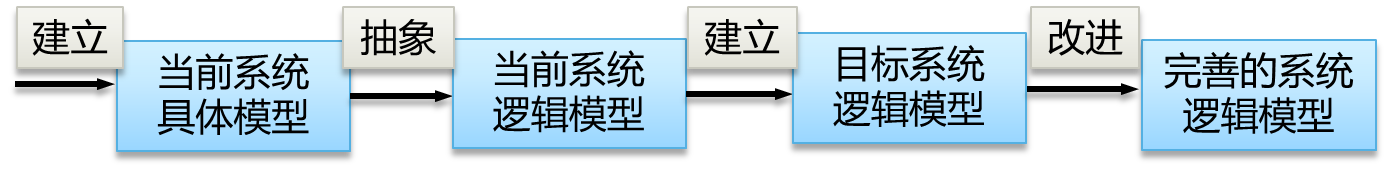 建立
当前系统
具体模型
抽象
当前系统
逻辑模型
建立
目标系统
逻辑模型
改进
完善的系统
逻辑模型